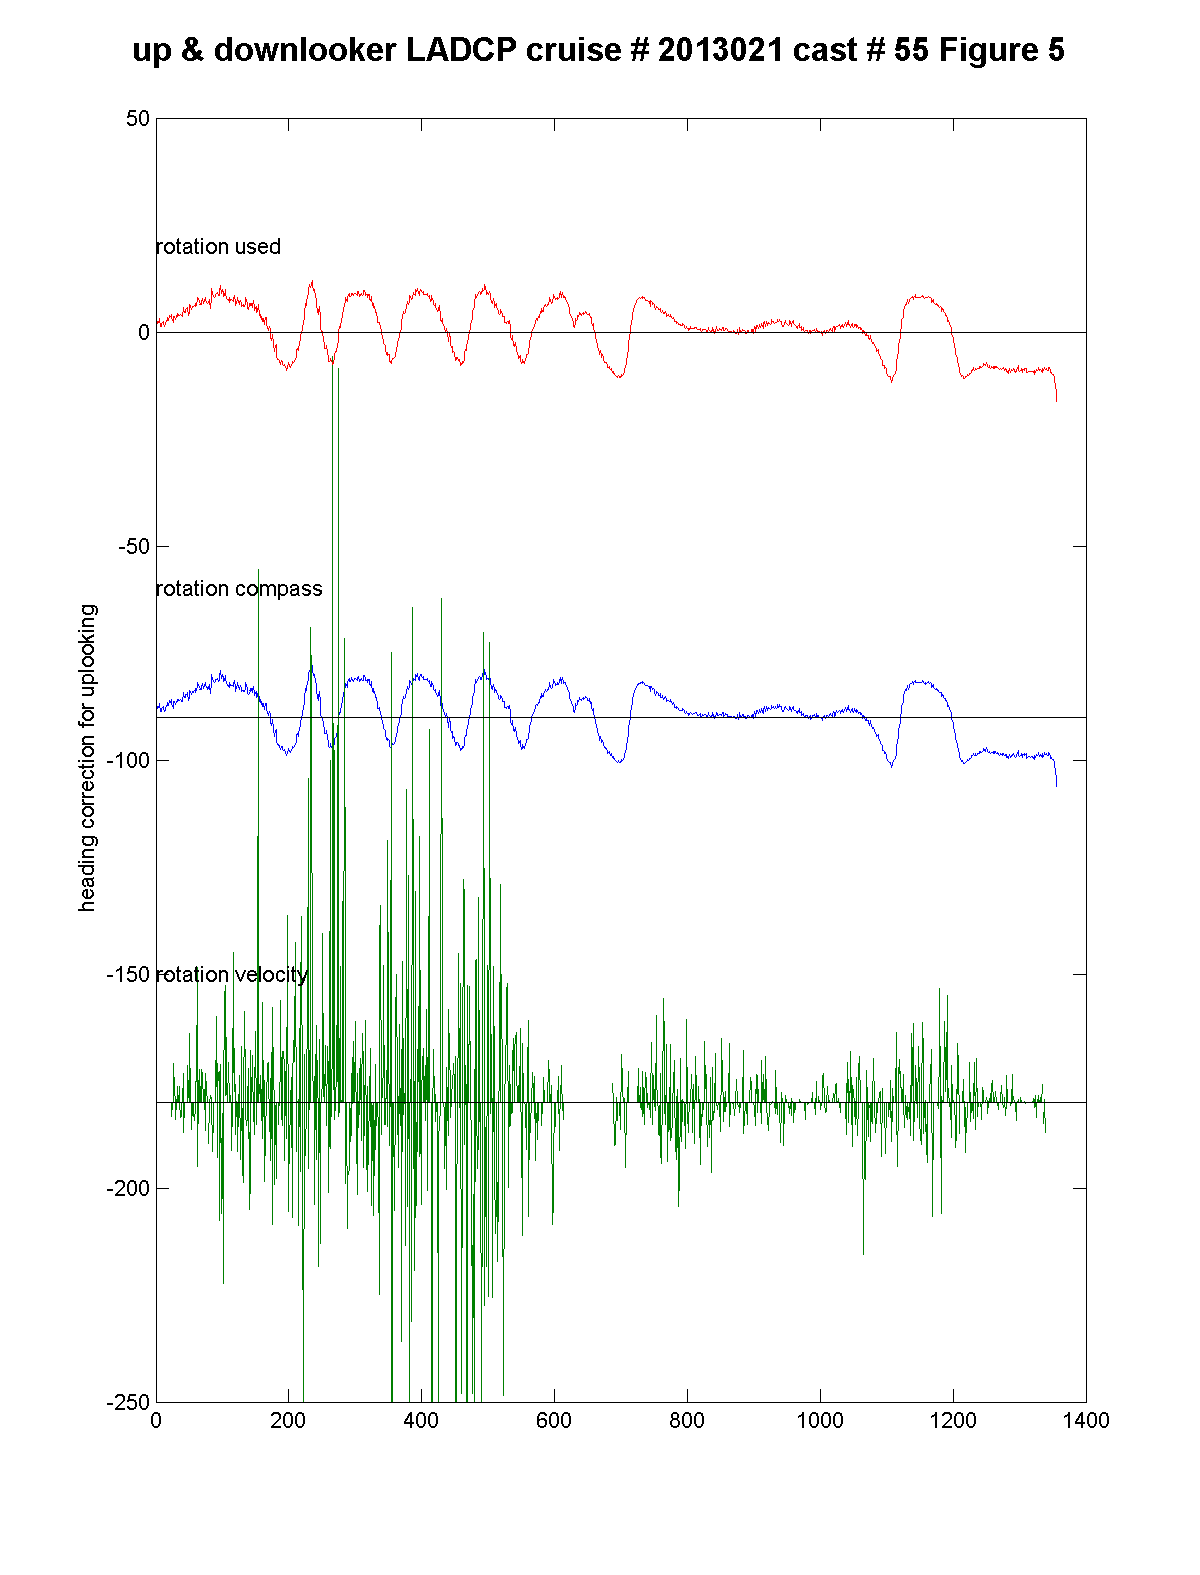 up & downlooker LADCP cruise # 2013021 cast # 55 Figure 5
50
rotation used
0
-50
rotation compass
heading correction for uplooking
-100
-150
rotation velocity
-200
-250
0 200 400 600 800 1000 1200 1400